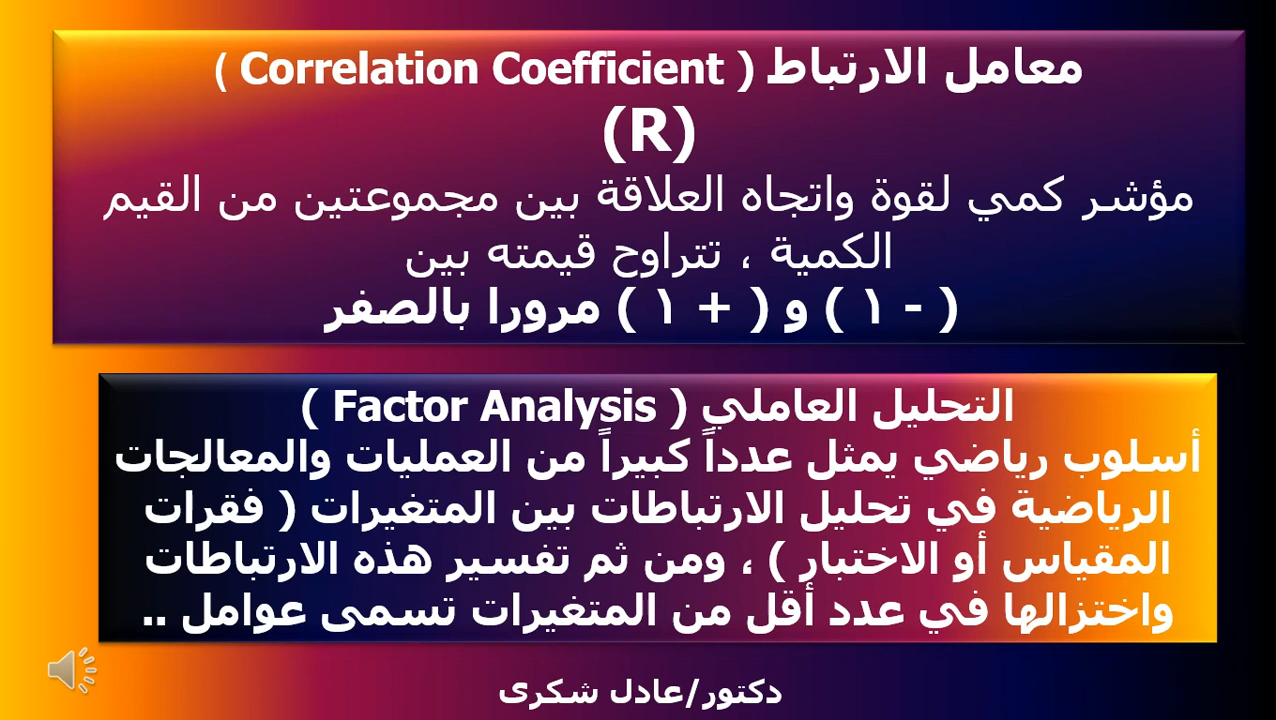 معامل الارتباط ( Correlation Coefficient )
(R)
مؤشر كمي لقوة واتجاه العلاقة بين مجموعتين من القيم
الكمية ، تتراوح قيمته بين
( - ١ ) و ( + ١ ) مرورا بالصفر
التحليل العاملي ( Factor Analysis )
أسلوب رياضي يمثل عدداً كبيراً من العمليات والمعالجات
الرياضية في تحليل الارتباطات بين المتغيرات ( فقرات
المقياس أو الاختبار ) ، ومن ثم تفسير هذه الارتباطات
واختزالها في عدد أقل من المتغيرات تسمى عوامل ..
دكتور/عادل شكرى